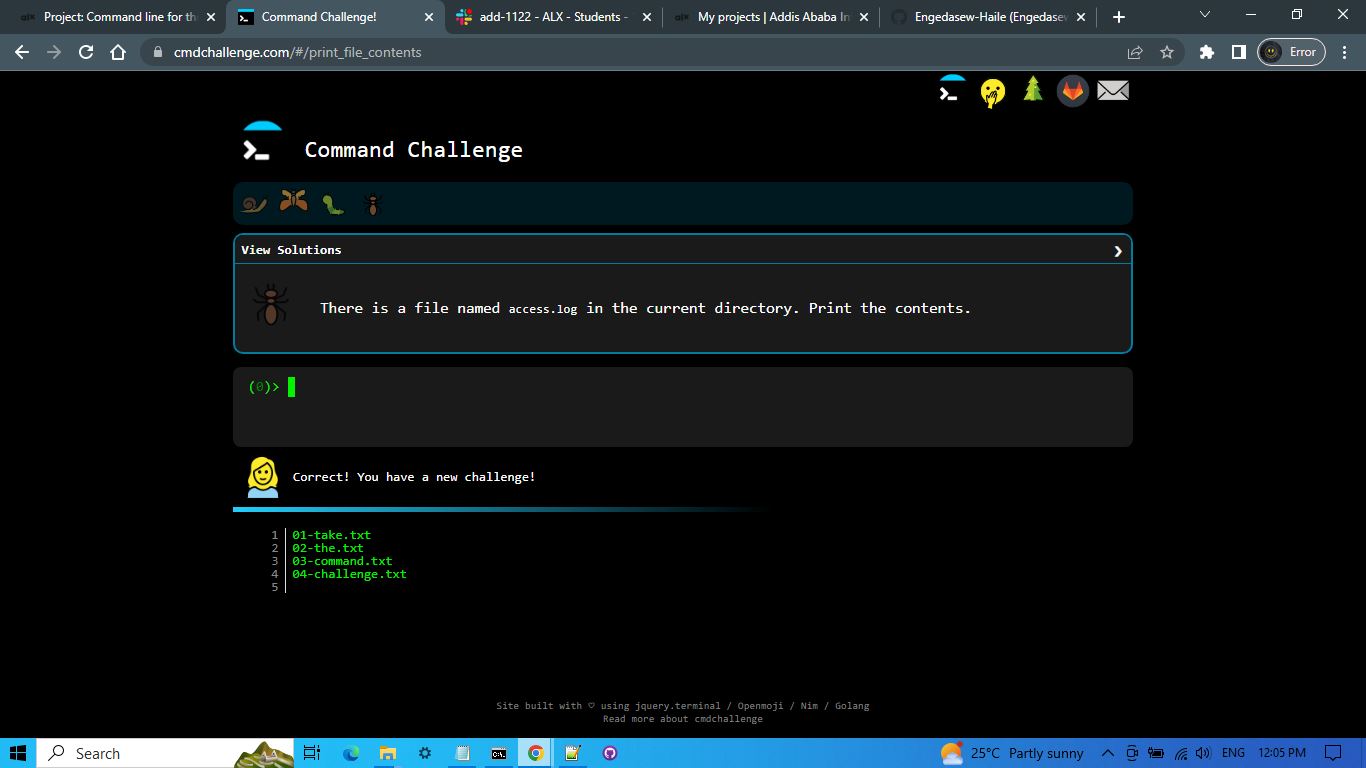 Project: Command line for th
Command Challenge!
add-1122 - ALX - Students -
My projects | Addis Ababa In
Engedasew-Haile (Engedasew
cmdchallenge.com/#/print_file_contents
Error
Command Challenge
View Solutions
There is a file named access.log in the current directory. Print the contents.
(0)>
Correct! You have a new challenge!
1 01-take.txt
2 02-the.txt
3 03-command.txt
4 04-challenge.txt
5
Site built with ♡ using jquery.terminal / Openmoji / Nim / Golang
Read more about cmdchallenge
Search
25°C Partly sunny
ENG
12:05 PM